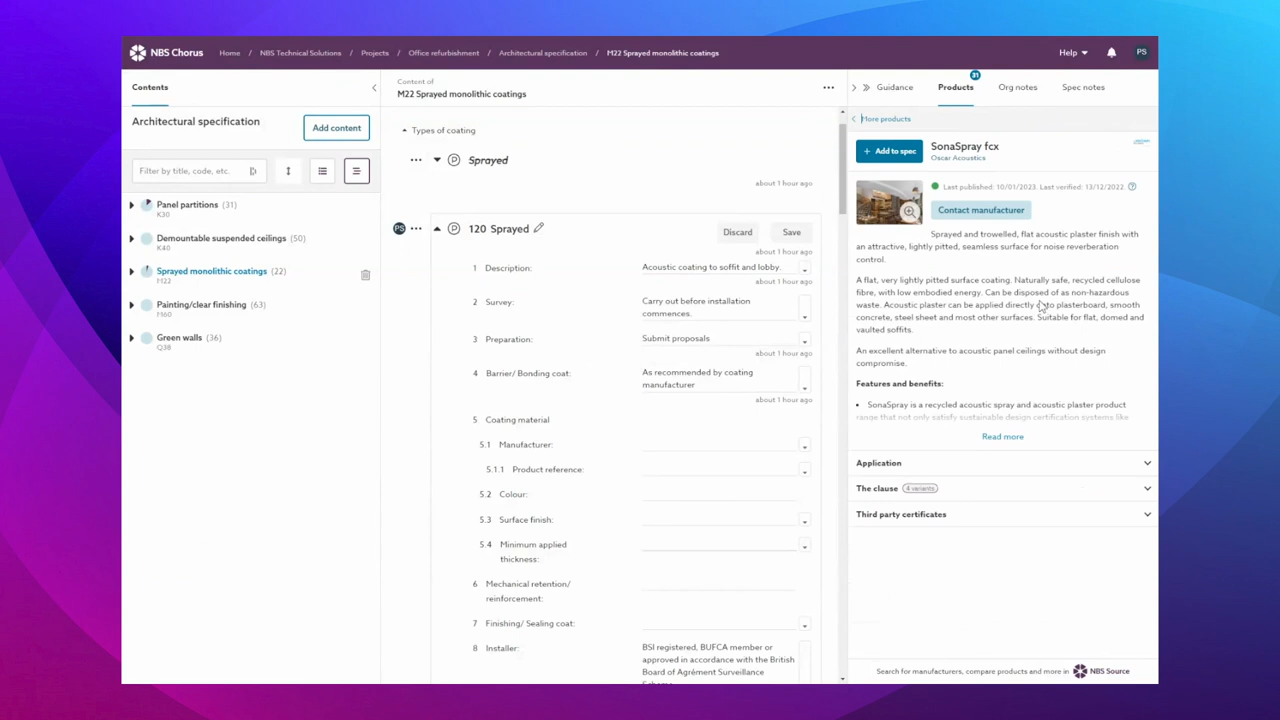 NBS Chorus
Home / NBS Technical Solutions / Projects / Office refurbishment / Architectural specification / M22 Sprayed monolithic coatings
Help
PS
Contents
Architectural specification
Add content
Filter by title, code, etc.
Panel partitions (31)
K30
Demountable suspended ceilings (50)
K40
Sprayed monolithic coatings (22)
M22
Painting/clear finishing (63)
M60
Green walls (36)
Q38
Content of
M22 Sprayed monolithic coatings
Types of coating
P Sprayed
about 1 hour ago
PS P 120 Sprayed
Discard Save
about 1 hour ago
1 Description: Acoustic coating to soffit and lobby.
about 1 hour ago
2 Survey: Carry out before installation
commences.
3 Preparation: Submit proposals
about 1 hour ago
4 Barrier/ Bonding coat: As recommended by coating
manufacturer
about 1 hour ago
5 Coating material
5.1 Manufacturer:
5.1.1 Product reference:
5.2 Colour:
5.3 Surface finish:
5.4 Minimum applied
thickness:
6 Mechanical retention/
reinforcement:
7 Finishing/ Sealing coat:
8 Installer: BSI registered, BUFCA member or
approved in accordance with the British
Board of Agrément Surveillance
Guidance Products 31 Org notes Spec notes
More products
+ Add to spec
SonaSpray fcx
Oscar Acoustics
Last published: 10/01/2023. Last verified: 13/12/2022.
Contact manufacturer
Sprayed and trowelled, flat acoustic plaster finish with
an attractive, lightly pitted, seamless surface for noise reverberation
control.
A flat, very lightly pitted surface coating. Naturally safe, recycled cellulose
fibre, with low embodied energy. Can be disposed of as non-hazardous
waste. Acoustic plaster can be applied directly onto plasterboard, smooth
concrete, steel sheet and most other surfaces. Suitable for flat, domed and
vaulted soffits.
An excellent alternative to acoustic panel ceilings without design
compromise.
Features and benefits:
• SonaSpray is a recycled acoustic spray and acoustic plaster product
range that not only satisfy sustainable design certification systems like
Read more
Application
The clause 4 variants
Third party certificates
Search for manufacturers, compare products and more in NBS Source